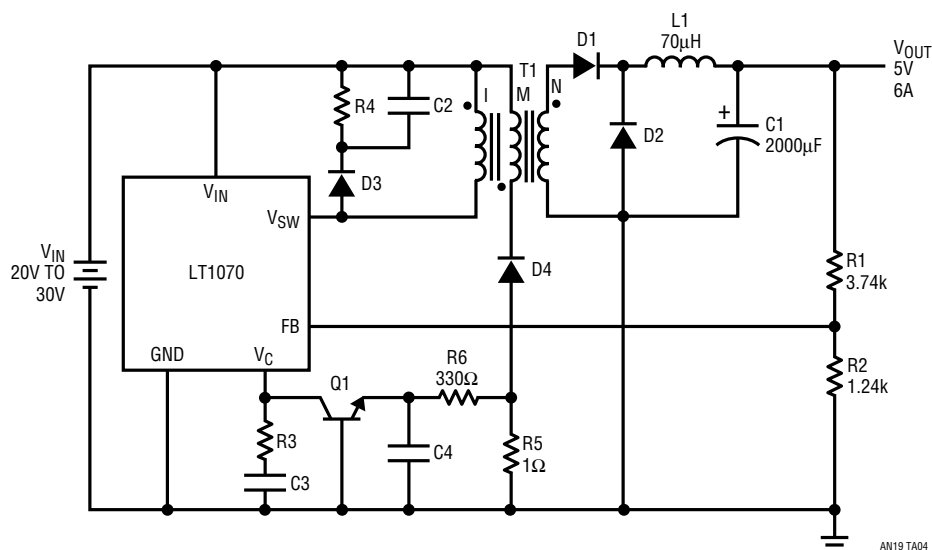 L1
70µH
D1
V_OUT
5V
6A
T1
I
M
N
R4
C2
D2
+
C1
2000µF
D3
V_IN
V_SW
V_IN
20V TO
30V
LT1070
D4
R1
3.74k
FB
GND
V_C
Q1
R6
330Ω
R2
1.24k
R3
C4
R5
1Ω
C3
AN19 TA04